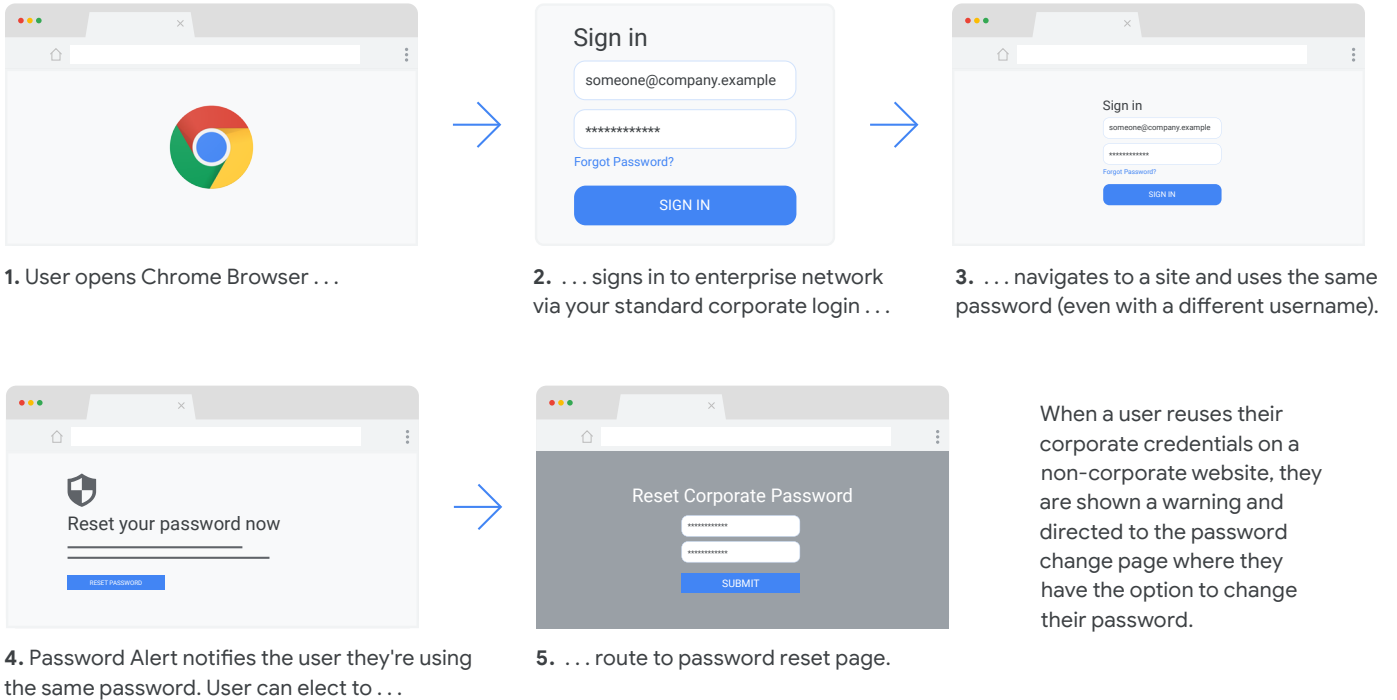 Sign in
someone@company.example
************
Forgot Password?
SIGN IN
Sign in
someone@company.example
************
Forgot Password?
SIGN IN
1. User opens Chrome Browser . . .
2. . . . signs in to enterprise network
via your standard corporate login . . .
3. . . . navigates to a site and uses the same
password (even with a different username).
Reset your password now
RESET PASSWORD
Reset Corporate Password
************
************
SUBMIT
When a user reuses their
corporate credentials on a
non-corporate website, they
are shown a warning and
directed to the password
change page where they
have the option to change
their password.
4. Password Alert notifies the user they're using
the same password. User can elect to . . .
5. . . . route to password reset page.